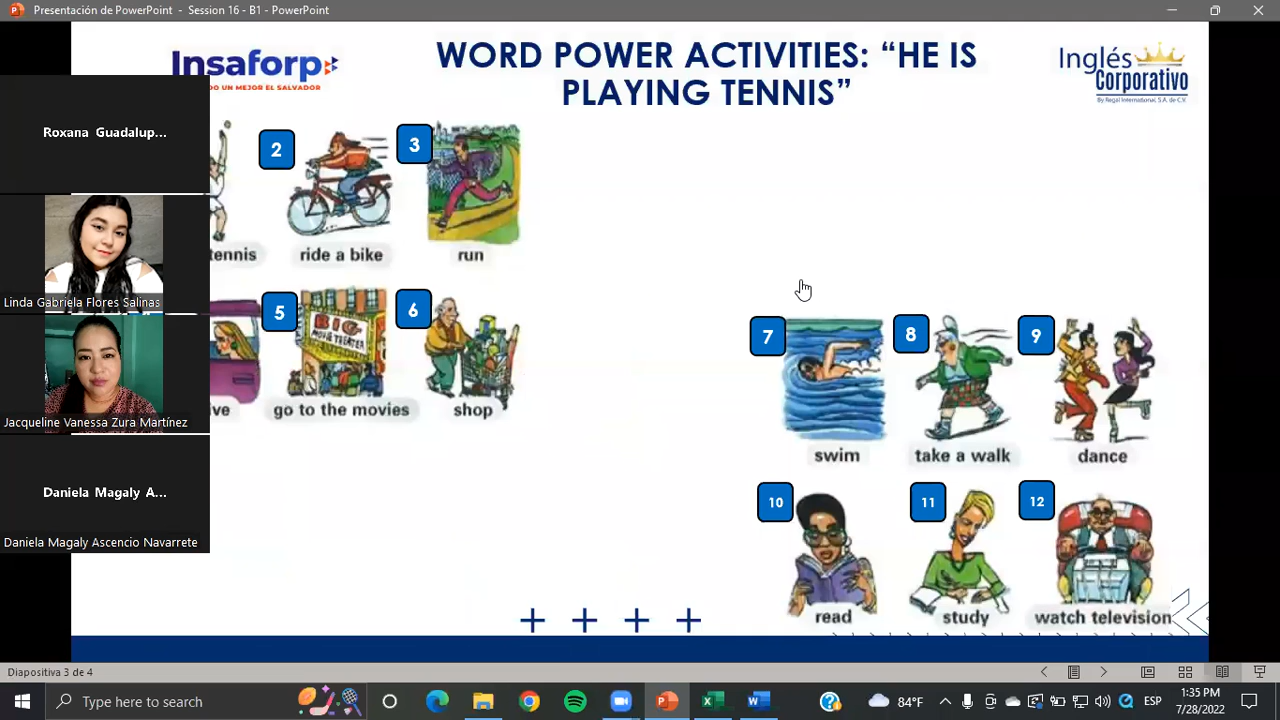 Presentación de PowerPoint - Session 16 - B1 - PowerPoint
Insaforp
DO UN MEJOR EL SALVADOR
WORD POWER ACTIVITIES: “HE IS
PLAYING TENNIS”
Inglés
Corporativo
By Regal International, S.A. de C.V.
Roxana Guadalup...
Linda Gabriela Flores Salinas
Jacqueline Vanessa Zura Martínez
Daniela Magaly A...
Daniela Magaly Ascencio Navarrete
2
3
tennis
ride a bike
run
5
6
BIG
MOVIE THEATER
ive
go to the movies
shop
7
8
9
swim
take a walk
dance
10
11
12
read
study
watch television
Diapositiva 3 de 4
Type here to search
84°F
ESP
1:35 PM
7/28/2022